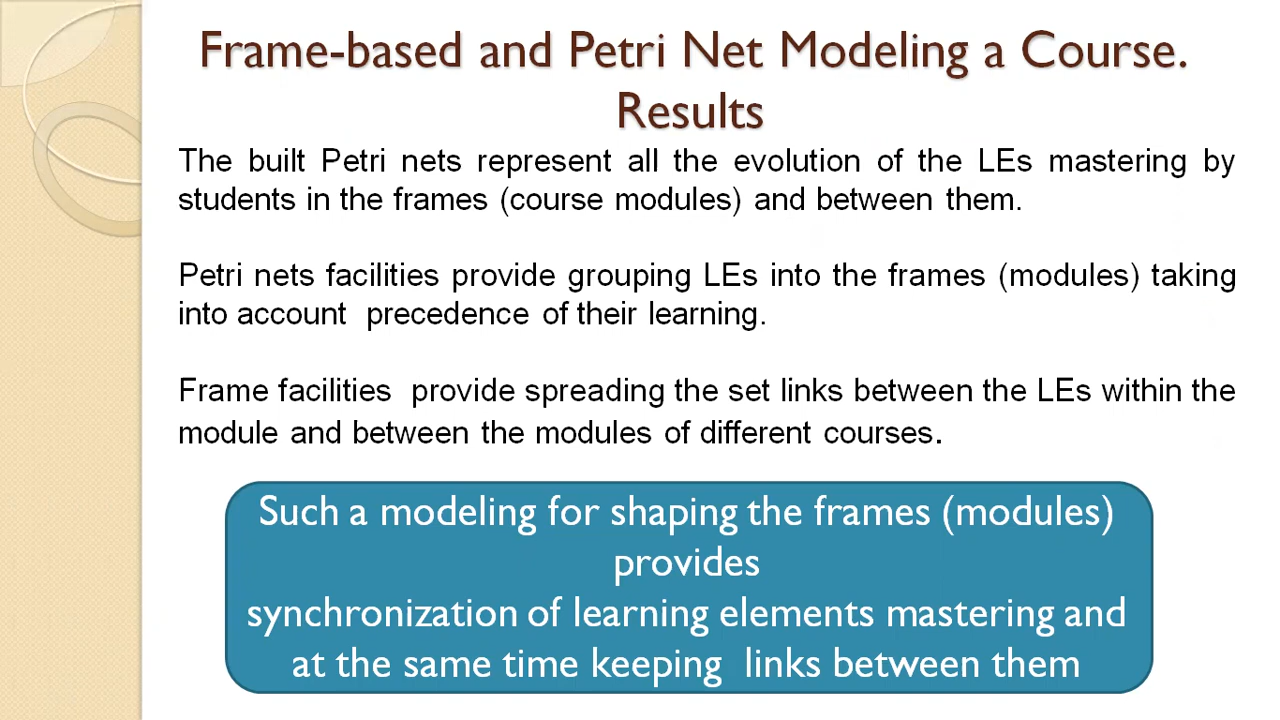 Frame-based and Petri Net Modeling a Course.
Results
The built Petri nets represent all the evolution of the LEs mastering by
students in the frames (course modules) and between them.
Petri nets facilities provide grouping LEs into the frames (modules) taking
into account precedence of their learning.
Frame facilities provide spreading the set links between the LEs within the
module and between the modules of different courses.
Such a modeling for shaping the frames (modules)
provides
synchronization of learning elements mastering and
at the same time keeping links between them